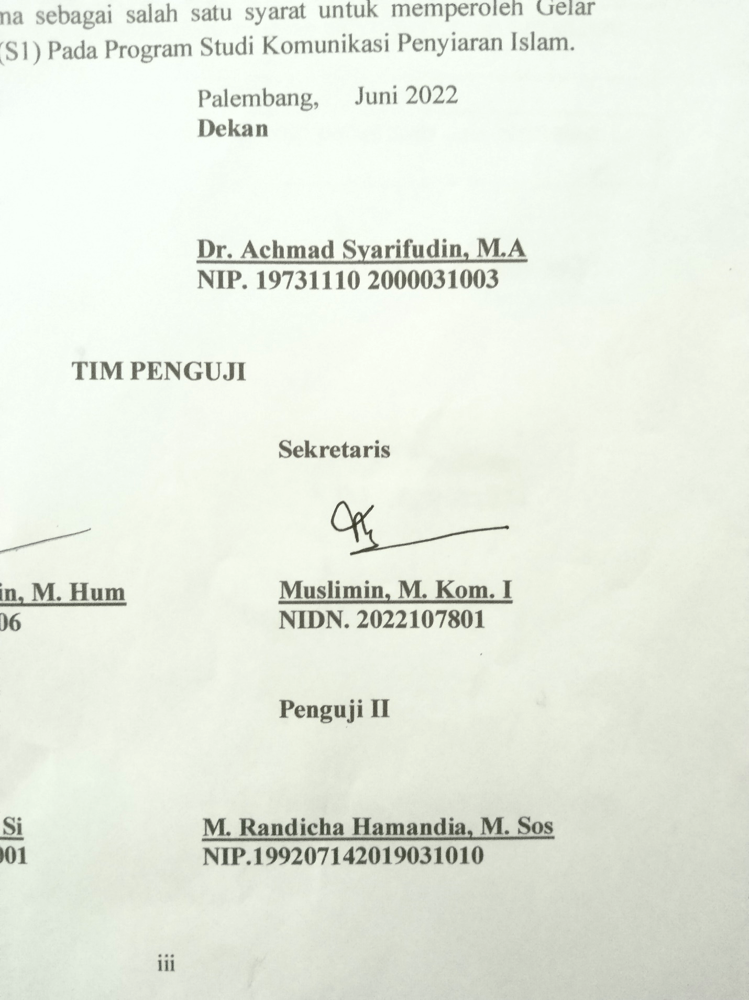 sebagai salah satu syarat untuk memperoleh Gelar
(S1) Pada Program Studi Komunikasi Penyiaran Islam.
Palembang, Juni 2022
Dekan
Dr. Achmad Syarifudin, M.A
NIP. 19731110 2000031003
TIM PENGUJI
Sekretaris
in, M. Hum
Muslimin, M. Kom. I
06
NIDN. 2022107801
Penguji II
Si
M. Randicha Hamandia, M. Sos
001
NIP.199207142019031010
iii